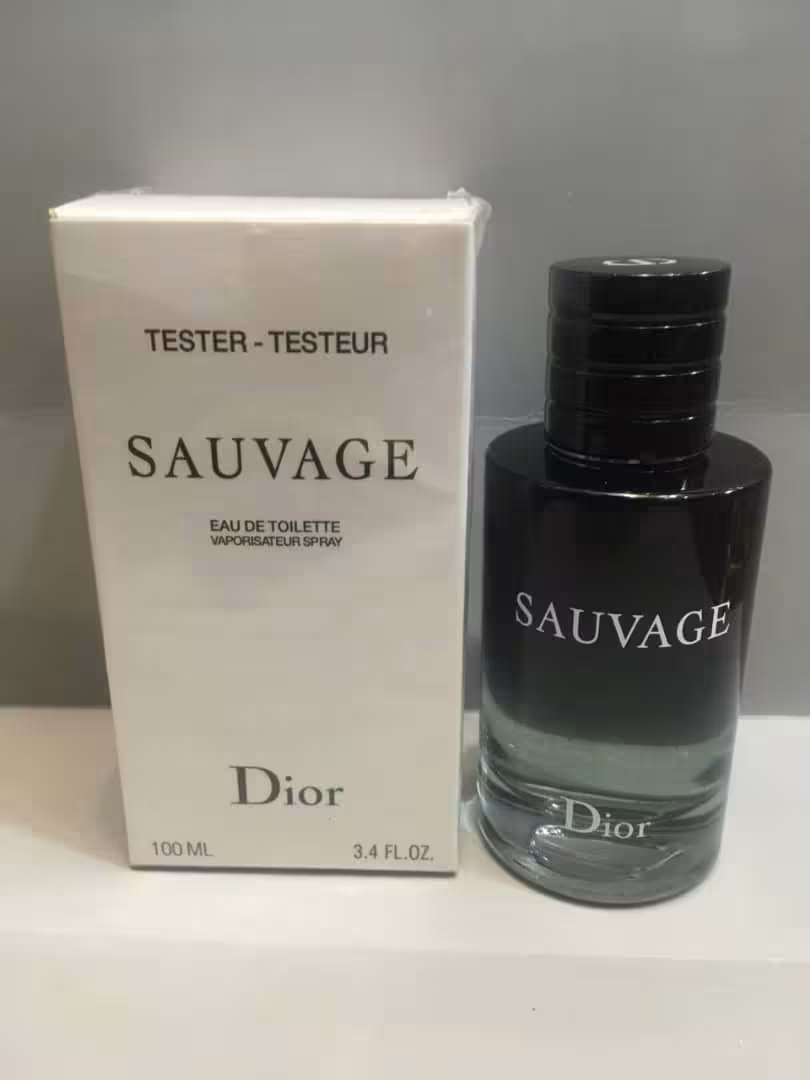 TESTER - TESTEUR
SAUVAGE
EAU DE TOILETTE
VAPORISATEUR SPRAY
Dior
100 ML
3.4 FL.OZ.
SAUVAGE
Dior